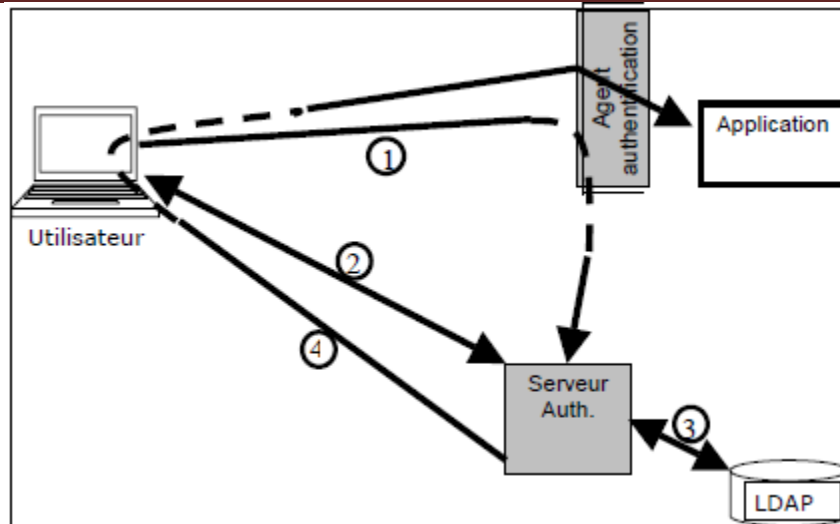 Agent
authentification
Application
1
Utilisateur
2
4
Serveur
Auth.
3
LDAP